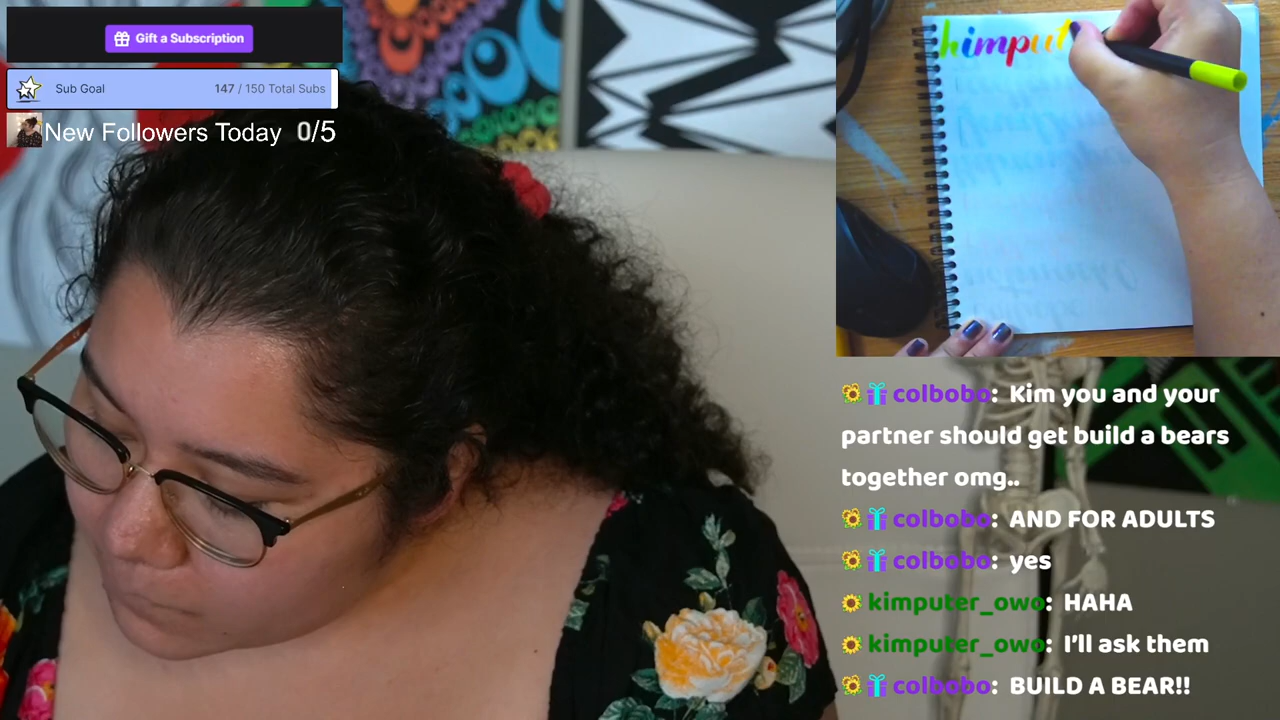 Gift a Subscription
Sub Goal 147 / 150 Total Subs
New Followers Today 0/5
kimput
colbobo: Kim you and your
partner should get build a bears
together omg..
colbobo: AND FOR ADULTS
colbobo: yes
kimputer_owo: HAHA
kimputer_owo: I'll ask them
colbobo: BUILD A BEAR!!